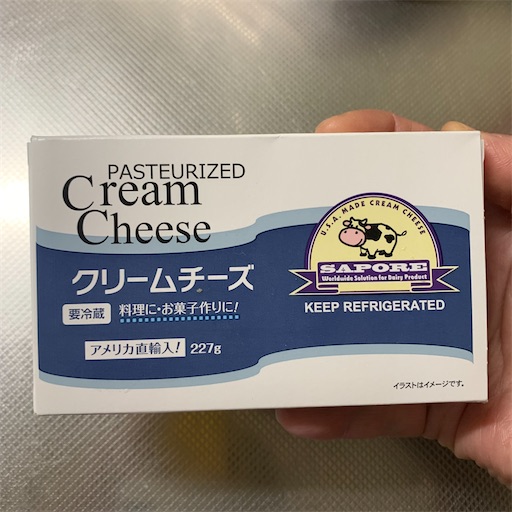 PASTEURIZED
Cream
Cheese
クリームチーズ
要冷蔵 料理に・お菓子作りに!
アメリカ直輸入! 227g
U.S.A. MADE CREAM CHEESE
SAPORE
Worldwide Solution for Dairy Product
KEEP REFRIGERATED
イラストはイメージです。